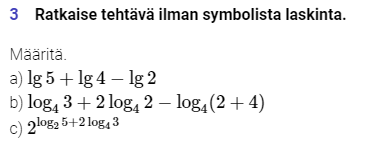 3 Ratkaise tehtävä ilman symbolista laskinta.
Määritä.
a) lg 5 + lg 4 − lg 2
b) log₄ 3 + 2 log₄ 2 − log₄(2 + 4)
c) 2^(log₂ 5+2 log₄ 3)